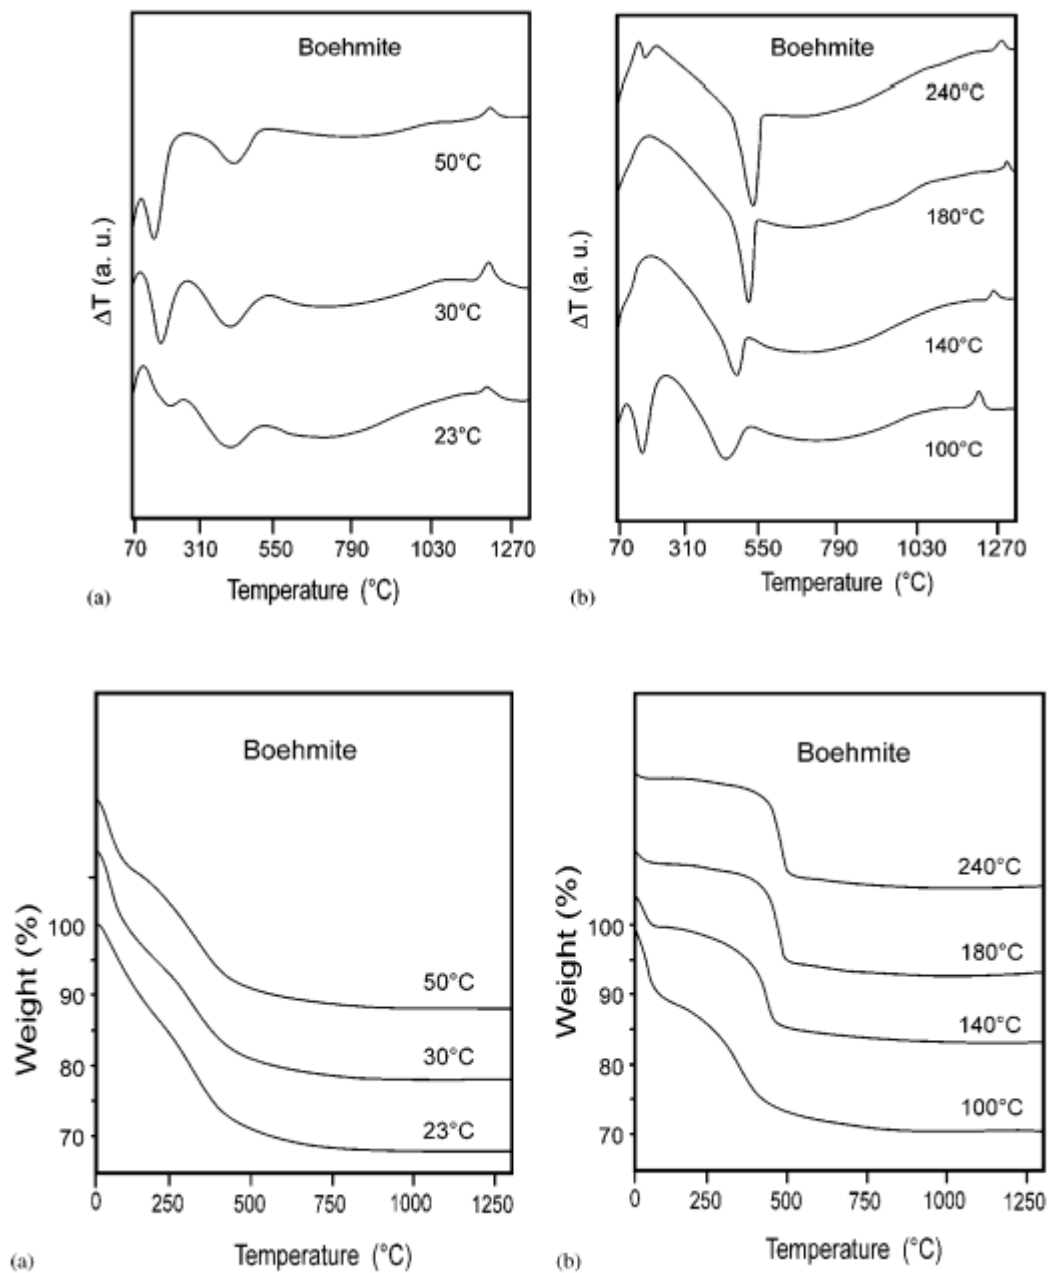 Boehmite
50°C
30°C
23°C
ΔT (a. u.)
70 310 550 790 1030 1270
Temperature (°C)
(a)
Boehmite
240°C
180°C
140°C
100°C
ΔT (a. u.)
70 310 550 790 1030 1270
Temperature (°C)
(b)
Boehmite
Weight (%)
100
90
80
70
50°C
30°C
23°C
0 250 500 750 1000 1250
Temperature (°C)
(a)
Boehmite
Weight (%)
100
90
80
70
240°C
180°C
140°C
100°C
0 250 500 750 1000 1250
Temperature (°C)
(b)